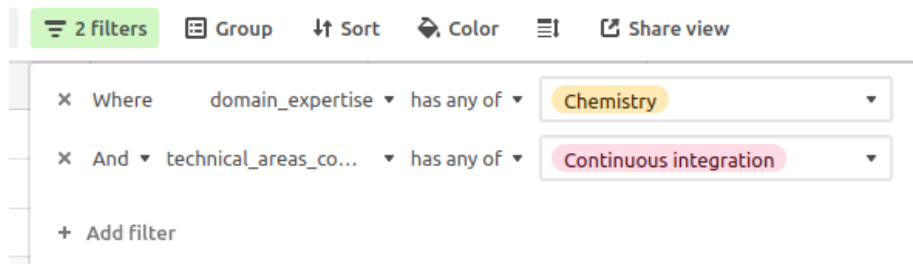 2 filters Group Sort Color Share view
Where domain_expertise has any of Chemistry
And technical_areas_co... has any of Continuous integration
+ Add filter